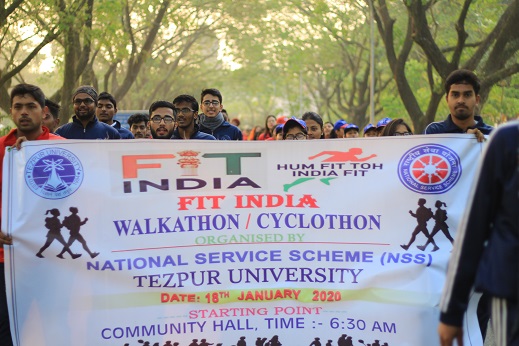 FIT
INDIA
HUM FIT TOH
INDIA FIT
FIT INDIA
WALKATHON / CYCLOTHON
ORGANISED BY
NATIONAL SERVICE SCHEME (NSS)
TEZPUR UNIVERSITY
DATE: 18TH JANUARY 2020
STARTING POINT
COMMUNITY HALL, TIME :- 6:30 AM